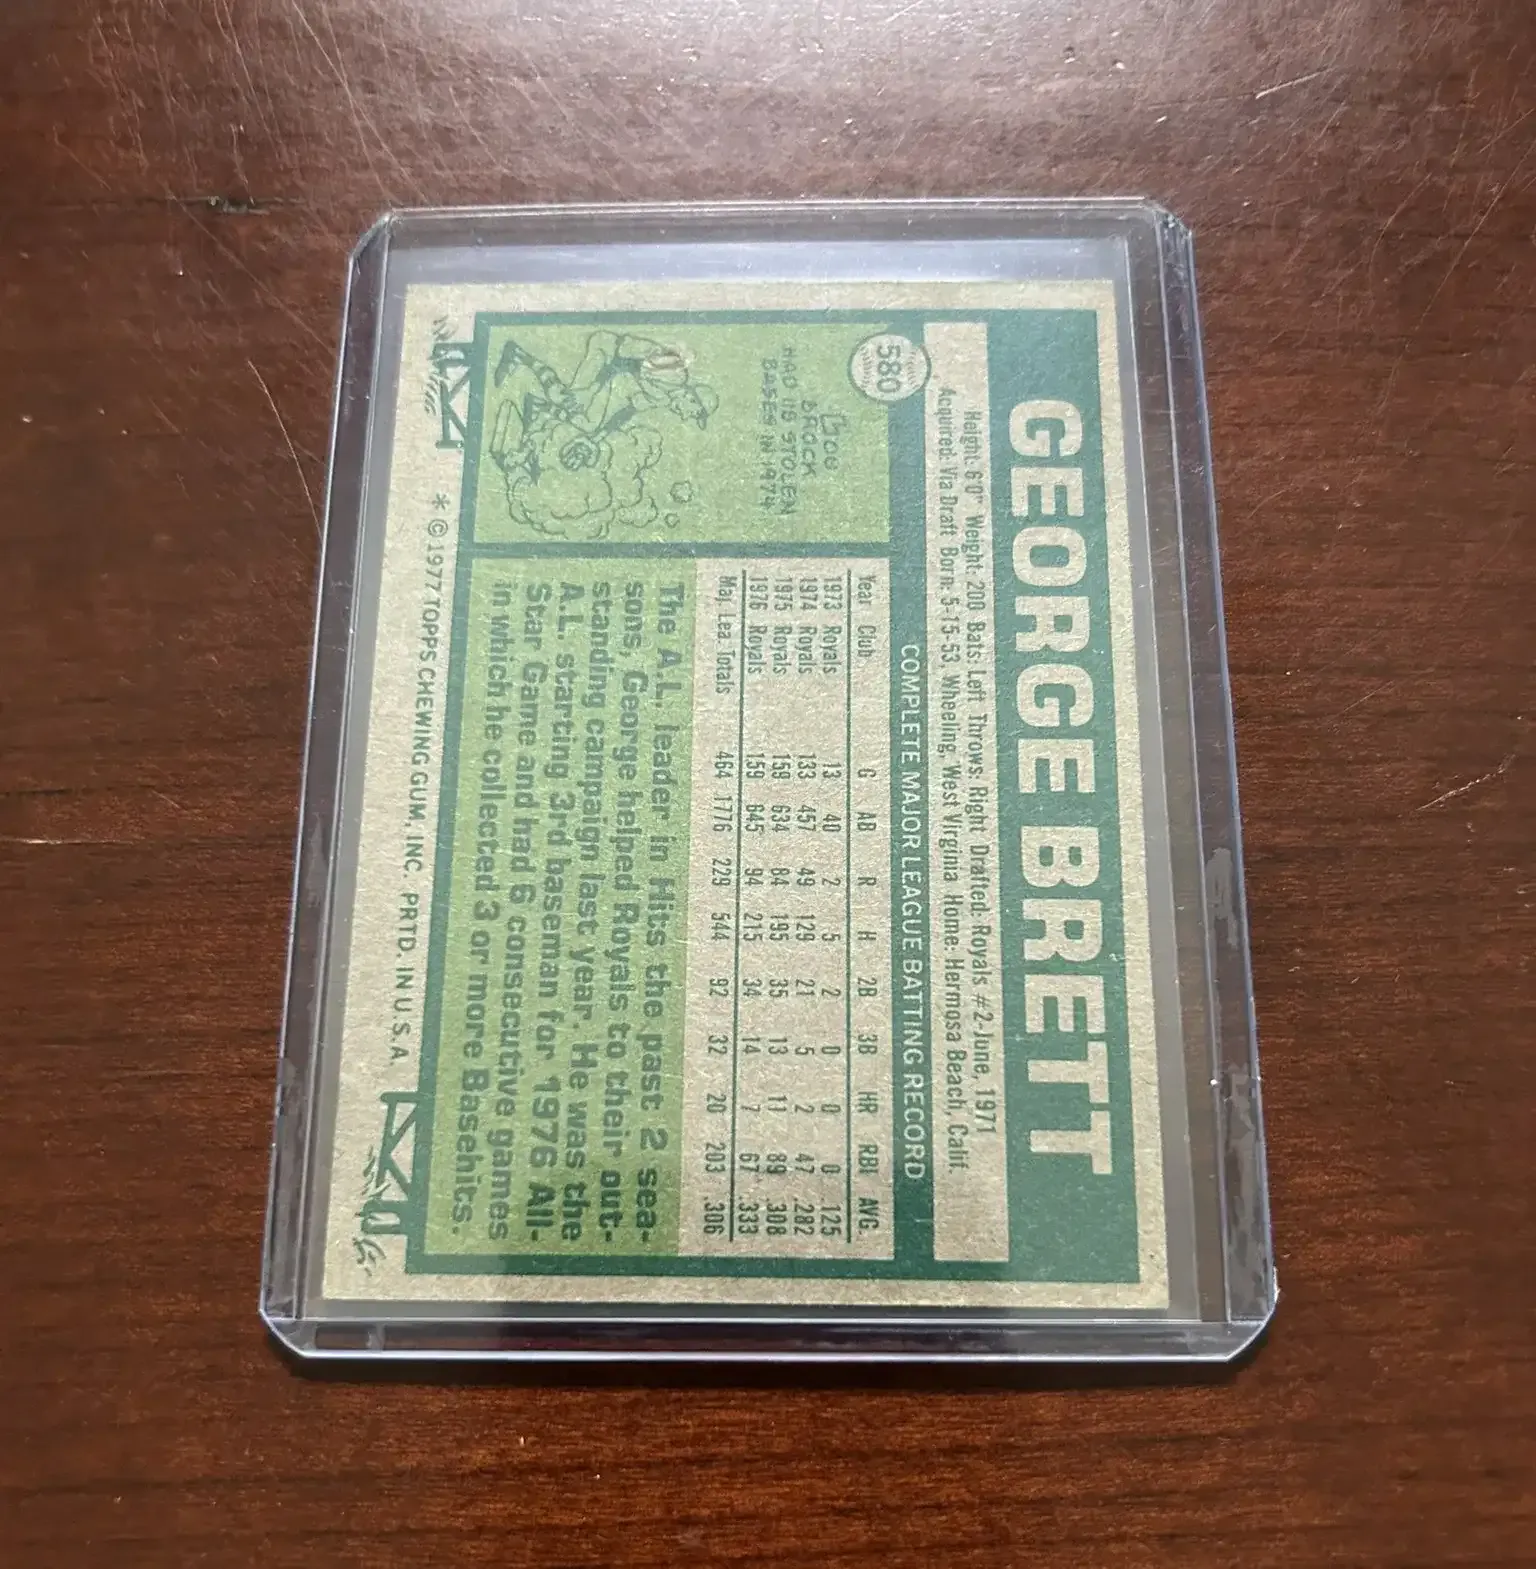 GEORGE BRETT
Height: 6'0" Weight: 200 Bats: Left Throws: Right Drafted: Royals #2-June, 1971
Acquired: Via Draft Born: 5-15-53, Wheeling, West Virginia Home: Hermosa Beach, Calif.
580
COMPLETE MAJOR LEAGUE BATTING RECORD
Lou
BROCK
HAD 118 STOLEN
BASES IN 1974
Year Club G AB R H 2B 3B HR RBI AVG.
1973 Royals 13 40 2 5 2 0 0 0 .125
1974 Royals 133 457 49 129 21 5 2 47 .282
1975 Royals 159 634 84 195 35 13 11 89 .308
1976 Royals 159 645 94 215 34 14 7 67 .333
Maj. Lea. Totals 464 1776 229 544 92 32 20 203 .306
The A.L. leader in Hits the past 2 sea-
sons, George helped Royals to their out-
standing campaign last year. He was the
A.L. starting 3rd baseman for 1976 All-
Star Game and had 6 consecutive games
in which he collected 3 or more Basehits.
* © 1977 TOPPS CHEWING GUM, INC. PRTD. IN U.S.A.